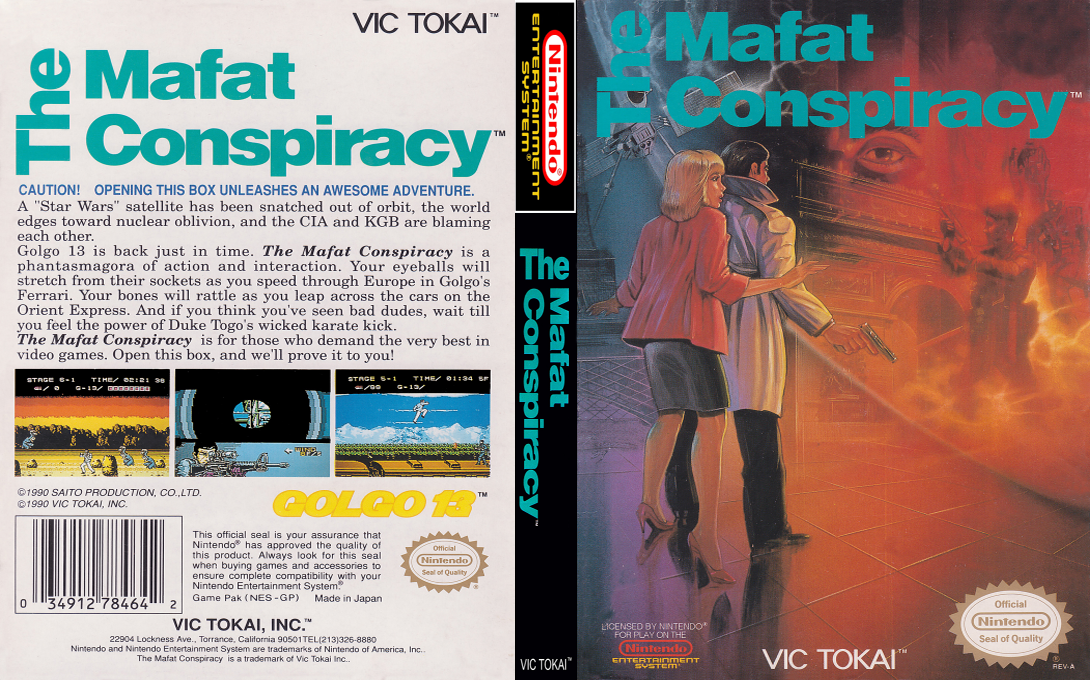 VIC TOKAI™
The Mafat
Conspiracy™
CAUTION! OPENING THIS BOX UNLEASHES AN AWESOME ADVENTURE.
A "Star Wars" satellite has been snatched out of orbit, the world
edges toward nuclear oblivion, and the CIA and KGB are blaming
each other.
Golgo 13 is back just in time. The Mafat Conspiracy is a
phantasmagora of action and interaction. Your eyeballs will
stretch from their sockets as you speed through Europe in Golgo's
Ferrari. Your bones will rattle as you leap across the cars on the
Orient Express. And if you think you've seen bad dudes, wait till
you feel the power of Duke Togo's wicked karate kick.
The Mafat Conspiracy is for those who demand the very best in
video games. Open this box, and we'll prove it to you!
STAGE 6-1 TIME/ 02:21 38
/ 0 G-13/
STAGE 5-1 TIME/ 01:34 5F
/99 G-13/
©1990 SAITO PRODUCTION, CO.,LTD.
©1990 VIC TOKAI, INC.
GOLGO 13™
0 34912 78464 2
This official seal is your assurance that
Nintendo® has approved the quality of
this product. Always look for this seal
when buying games and accessories to
ensure complete compatibility with your
Nintendo Entertainment System.®
Game Pak (NES-GP) Made in Japan
Official
Nintendo
Seal of Quality
®
VIC TOKAI, INC.™
22904 Lockness Ave., Torrance, California 90501TEL(213)326-8880
Nintendo and Nintendo Entertainment System are trademarks of Nintendo of America, Inc..
The Mafat Conspiracy is a trademark of Vic Tokai Inc..
Nintendo®
ENTERTAINMENT
SYSTEM®
The Mafat
Conspiracy™
VIC TOKAI™
The Mafat
Conspiracy™
LICENSED BY NINTENDO®
FOR PLAY ON THE
Nintendo
ENTERTAINMENT
SYSTEM®
VIC TOKAI™
Official
Nintendo
Seal of Quality
®
REV-A